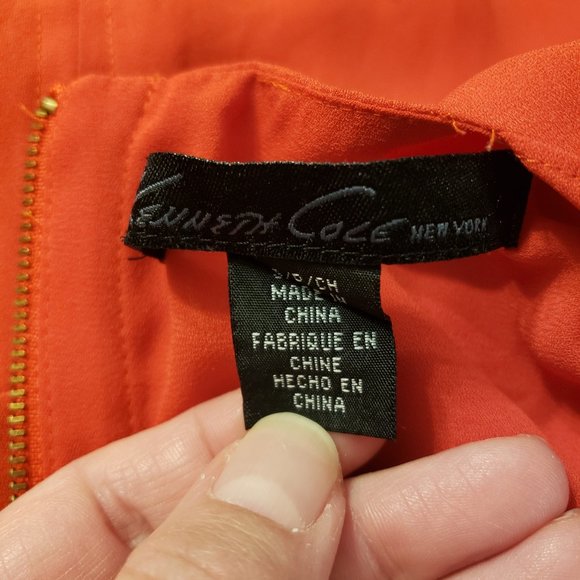 KENNETH COLE NEW YORK
S/P/CH
MADE IN
CHINA
FABRIQUE EN
CHINE
HECHO EN
CHINA